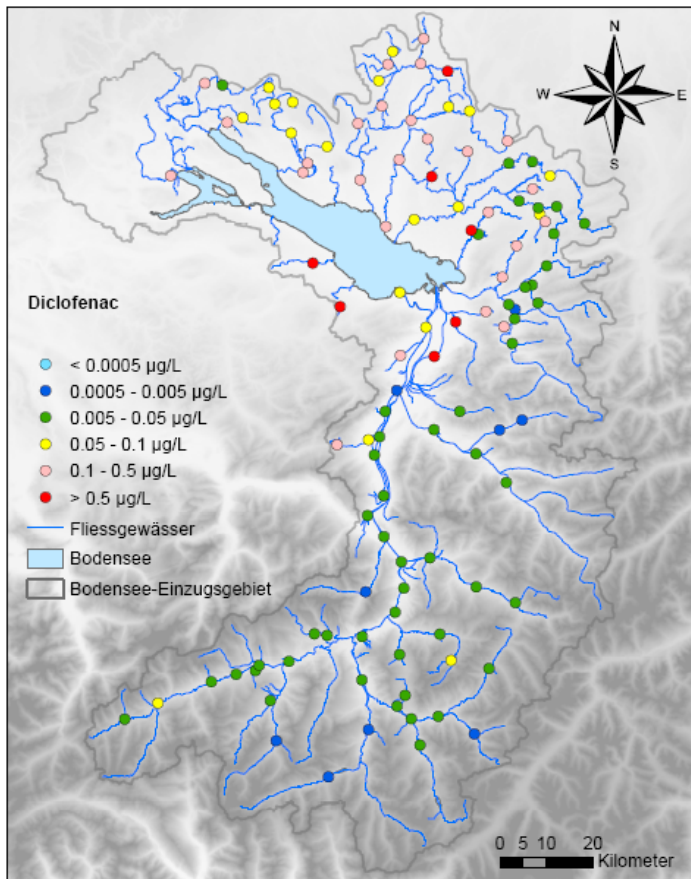 N
W E
S
Diclofenac
< 0.0005 µg/L
0.0005 - 0.005 µg/L
0.005 - 0.05 µg/L
0.05 - 0.1 µg/L
0.1 - 0.5 µg/L
> 0.5 µg/L
Fliessgewässer
Bodensee
Bodensee-Einzugsgebiet
0 5 10 20
Kilometer